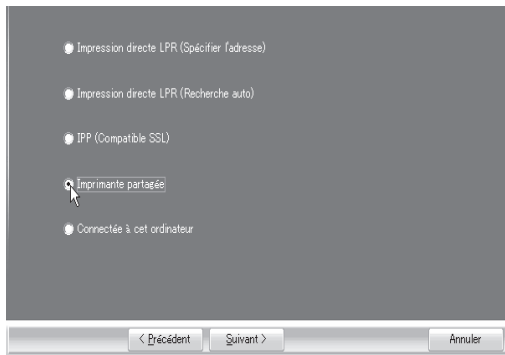 Impression directe LPR (Spécifier l'adresse)
Impression directe LPR (Recherche auto)
IPP (Compatible SSL)
Imprimante partagée
Connectée à cet ordinateur
< Précédent
Suivant >
Annuler